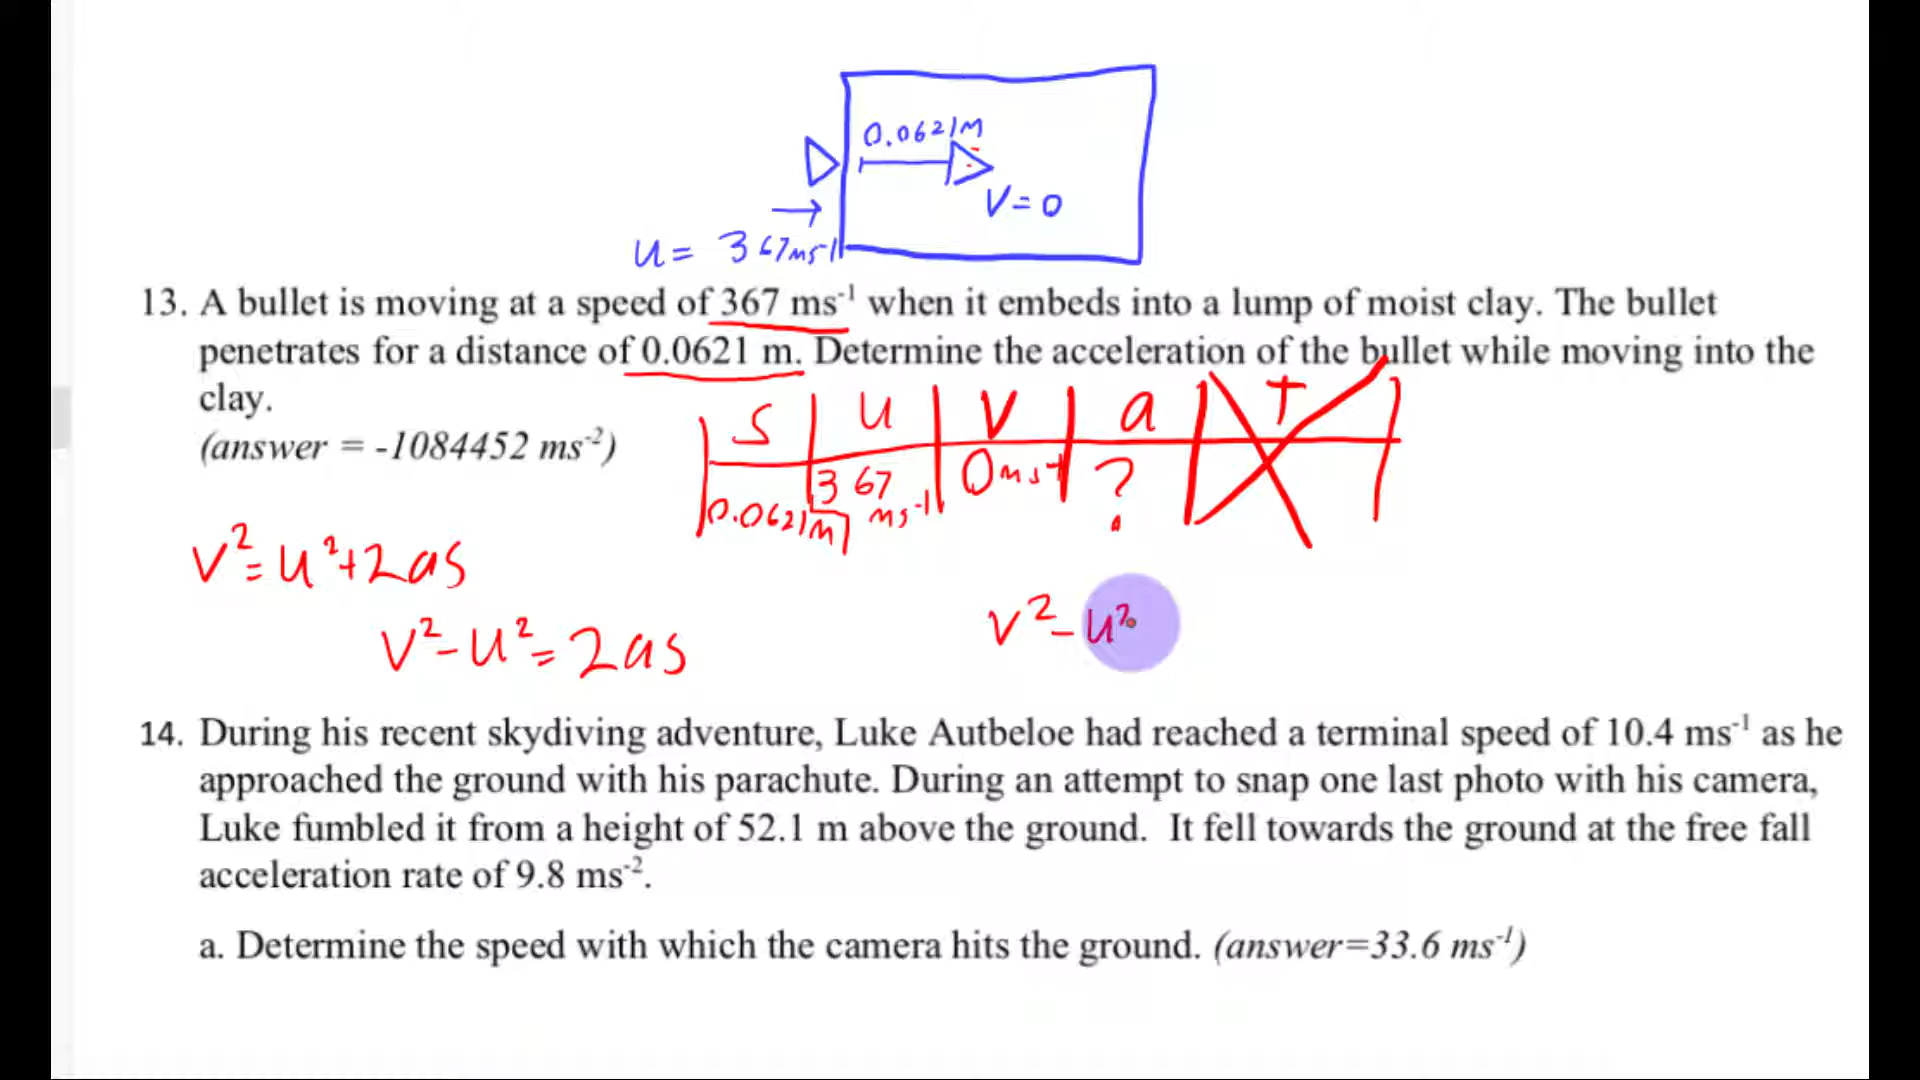 0.0621m
V=0
u= 367ms-1
13. A bullet is moving at a speed of 367 ms-1 when it embeds into a lump of moist clay. The bullet
penetrates for a distance of 0.0621 m. Determine the acceleration of the bullet while moving into the
clay.
(answer = -1084452 ms-2)
s u v a t
0.0621m 367 ms-1 0ms-1 ?
v²=u²+2as
v²-u²=2as
v²-u²
14. During his recent skydiving adventure, Luke Autbeloe had reached a terminal speed of 10.4 ms-1 as he
approached the ground with his parachute. During an attempt to snap one last photo with his camera,
Luke fumbled it from a height of 52.1 m above the ground. It fell towards the ground at the free fall
acceleration rate of 9.8 ms-2.
a. Determine the speed with which the camera hits the ground. (answer=33.6 ms-1)